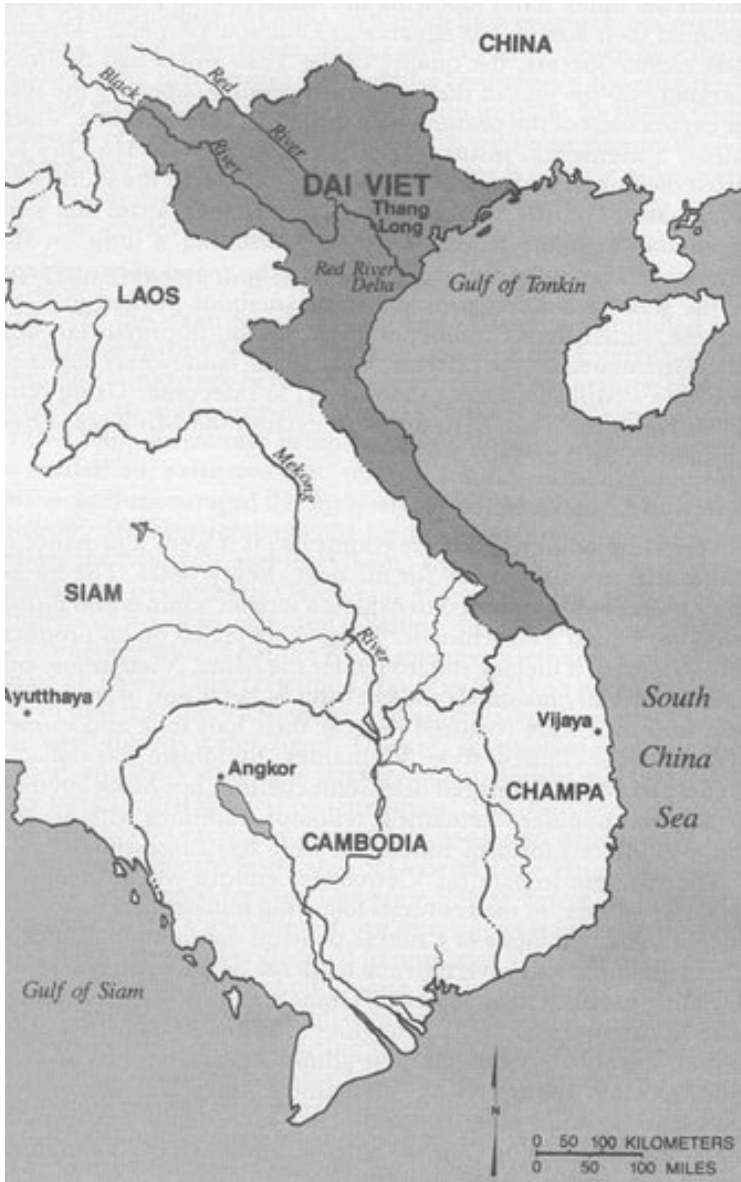 CHINA
Black
River
Red
River
DAI VIET
Thang
Long
Red River
Delta
Gulf of Tonkin
LAOS
Mekong
River
SIAM
Ayutthaya
South
China
Sea
Vijaya
Angkor
CHAMPA
CAMBODIA
Gulf of Siam
N
0 50 100 KILOMETERS
0 50 100 MILES